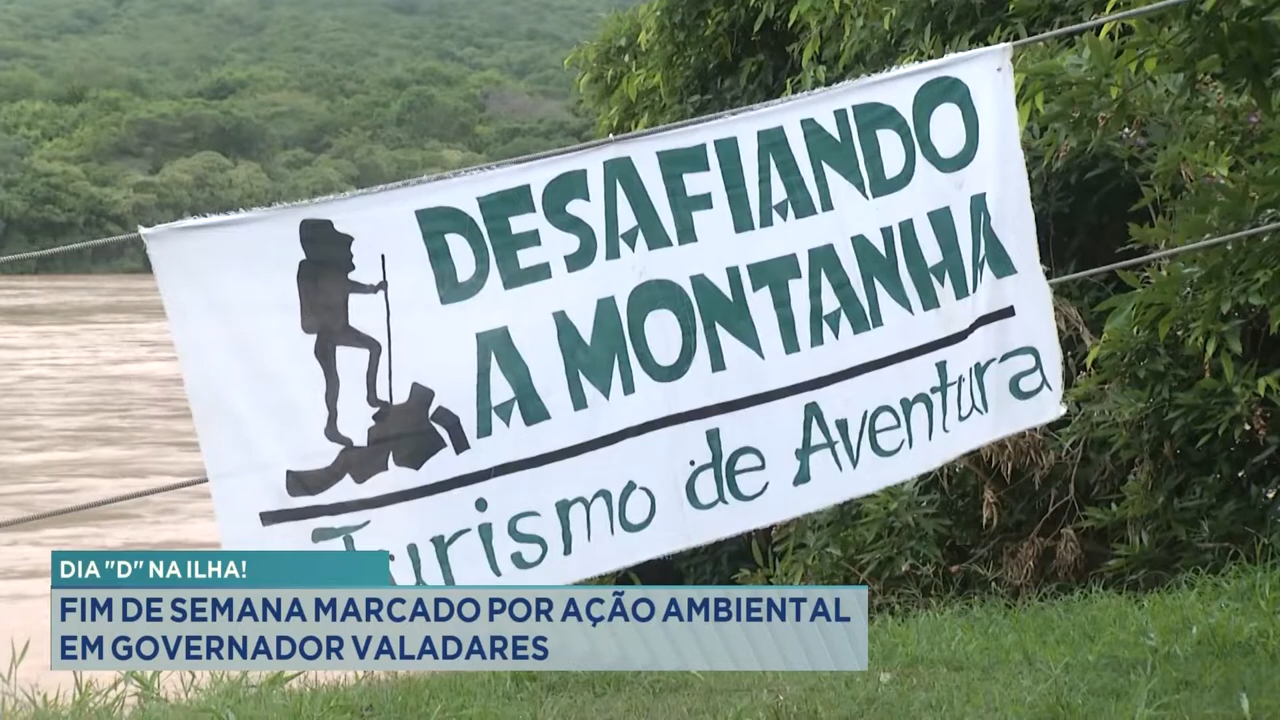 DESAFIANDO
A MONTANHA
Turismo de Aventura
DIA "D" NA ILHA!
FIM DE SEMANA MARCADO POR AÇÃO AMBIENTAL
EM GOVERNADOR VALADARES